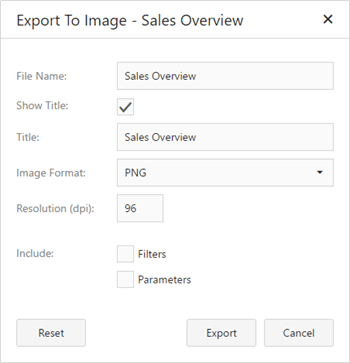 Export To Image - Sales Overview
File Name: Sales Overview
Show Title:
Title: Sales Overview
Image Format: PNG
Resolution (dpi): 96
Include: Filters
Parameters
Reset Export Cancel